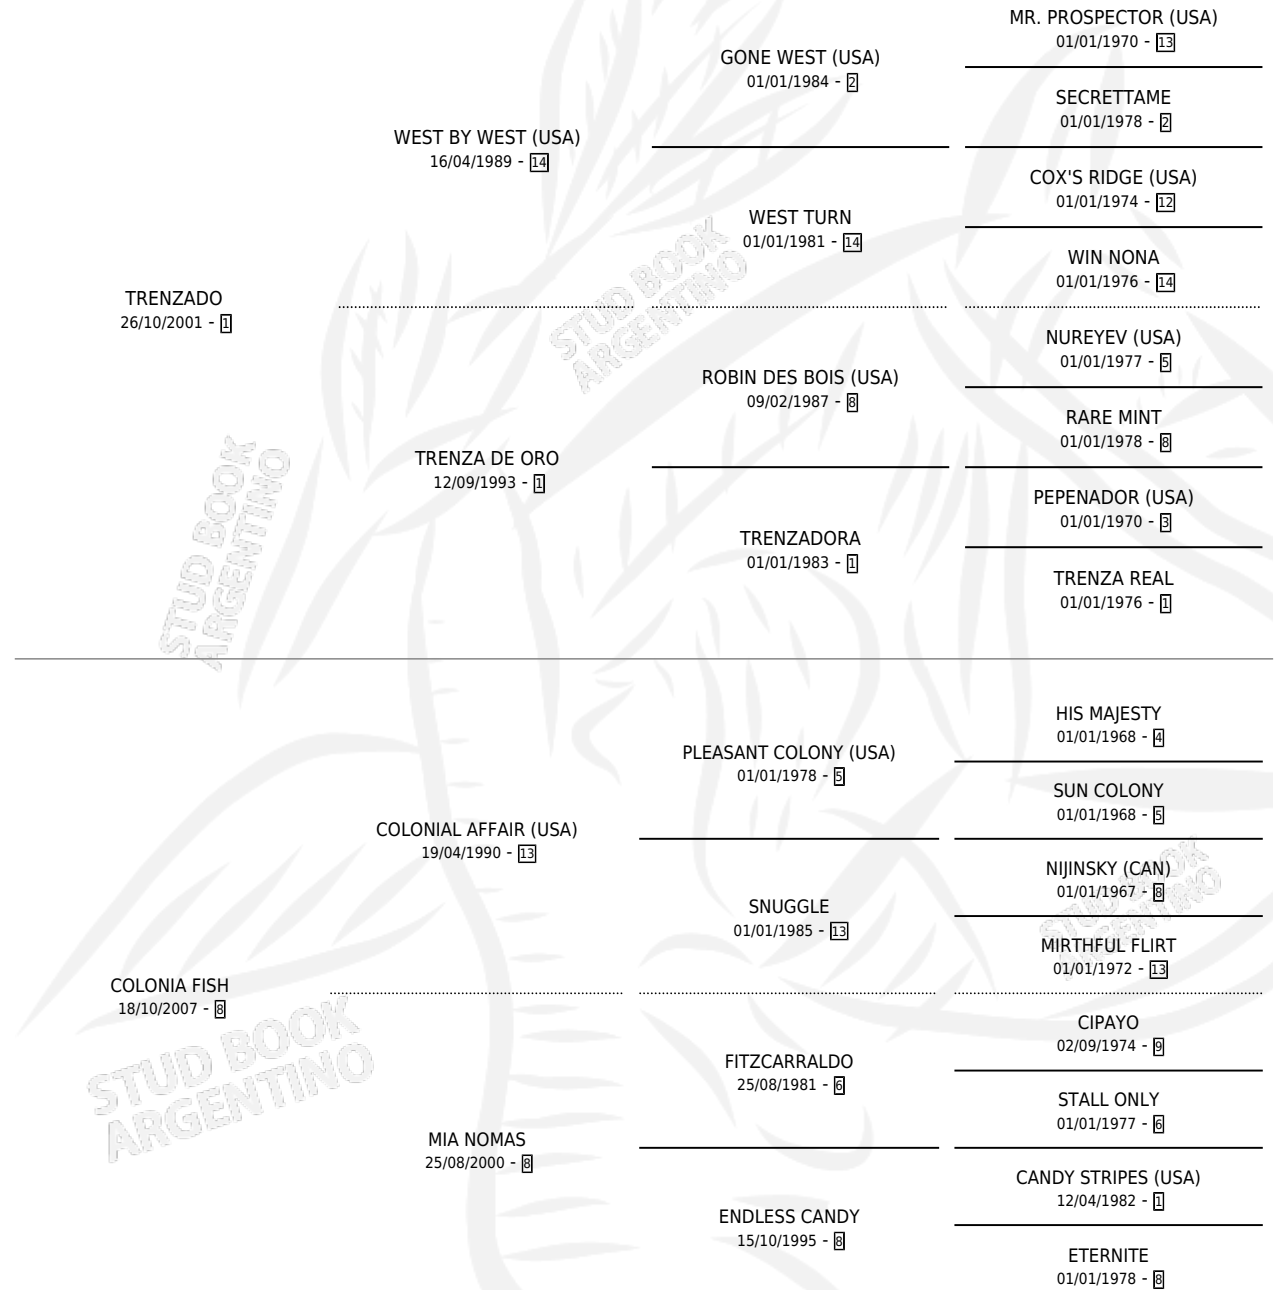 MR. PROSPECTOR (USA)
01/01/1970 - 13
GONE WEST (USA)
01/01/1984 - 2
SECRETTAME
01/01/1978 - 2
WEST BY WEST (USA)
16/04/1989 - 14
COX'S RIDGE (USA)
01/01/1974 - 12
WEST TURN
01/01/1981 - 14
WIN NONA
01/01/1976 - 14
TRENZADO
26/10/2001 - 1
NUREYEV (USA)
01/01/1977 - 5
ROBIN DES BOIS (USA)
09/02/1987 - 8
RARE MINT
01/01/1978 - 8
TRENZA DE ORO
12/09/1993 - 1
PEPENADOR (USA)
01/01/1970 - 3
TRENZADORA
01/01/1983 - 1
TRENZA REAL
01/01/1976 - 1
STUD BOOK
ARGENTINO
STUD BOOK
ARGENTINO
HIS MAJESTY
01/01/1968 - 4
PLEASANT COLONY (USA)
01/01/1978 - 5
SUN COLONY
01/01/1968 - 5
COLONIAL AFFAIR (USA)
19/04/1990 - 13
NIJINSKY (CAN)
01/01/1967 - 8
SNUGGLE
01/01/1985 - 13
MIRTHFUL FLIRT
01/01/1972 - 13
COLONIA FISH
18/10/2007 - 8
CIPAYO
02/09/1974 - 9
FITZCARRALDO
25/08/1981 - 6
STALL ONLY
01/01/1977 - 6
MIA NOMAS
25/08/2000 - 8
CANDY STRIPES (USA)
12/04/1982 - 1
ENDLESS CANDY
15/10/1995 - 8
ETERNITE
01/01/1978 - 8
STUD BOOK
ARGENTINO
STUD BOOK
ARGENTINO